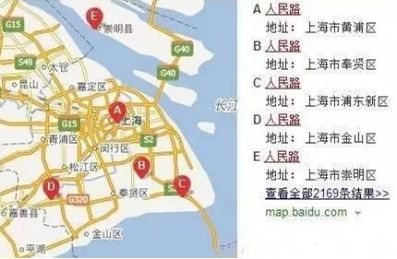 G15
S48
太仓
昆山
嘉定区
G15
青浦区
松江区
闵行区
上海
崇明县
G40
G40
长江
S2
奉贤区
嘉善县
平湖
金山区
A
B
C
D
E
A 人民路
地址: 上海市黄浦区
B 人民路
地址: 上海市奉贤区
C 人民路
地址: 上海市浦东新区
D 人民路
地址: 上海市金山区
E 人民路
地址: 上海市崇明区
查看全部2169条结果>>
map.baidu.com